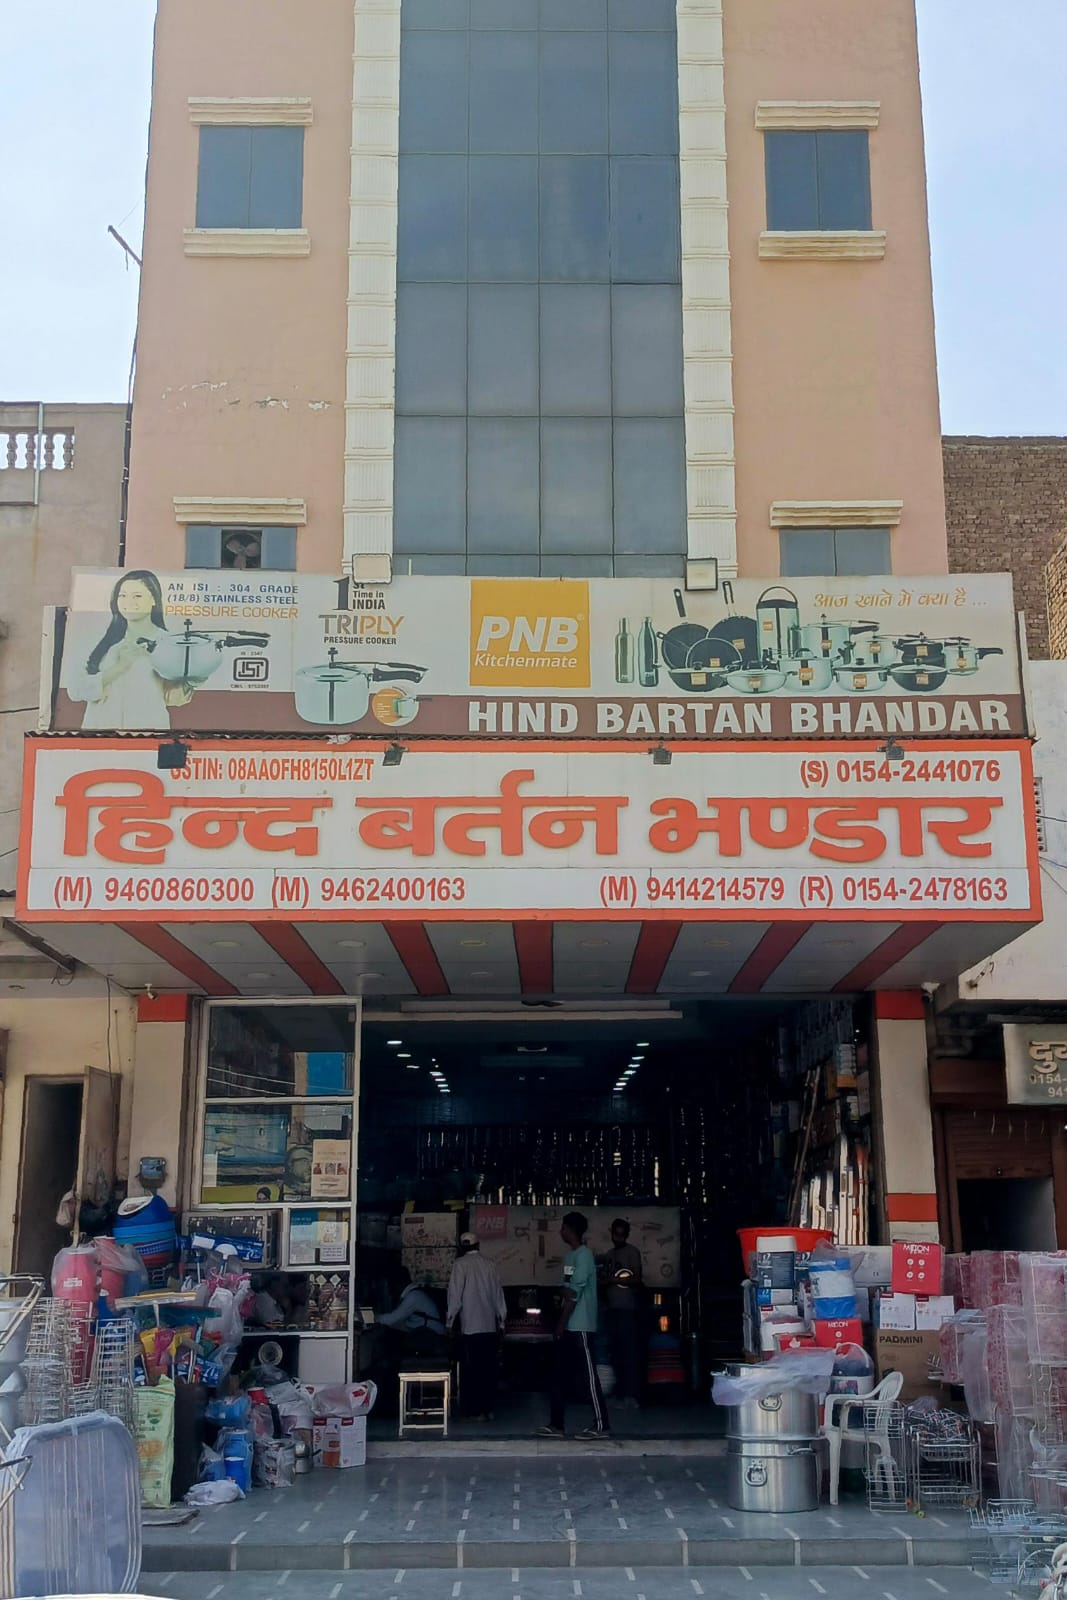 AN ISI : 304 GRADE
(18/8) STAINLESS STEEL
PRESSURE COOKER
1st Time in INDIA
TRIPLY
PRESSURE COOKER
PNB
Kitchenmate
आज खाने में क्या है ...
HIND BARTAN BHANDAR
GSTIN: 08AAOFH8150L1ZT
(S) 0154-2441076
हिन्द बर्तन भण्डार
(M) 9460860300 (M) 9462400163 (M) 9414214579 (R) 0154-2478163
PNB
PADMINI